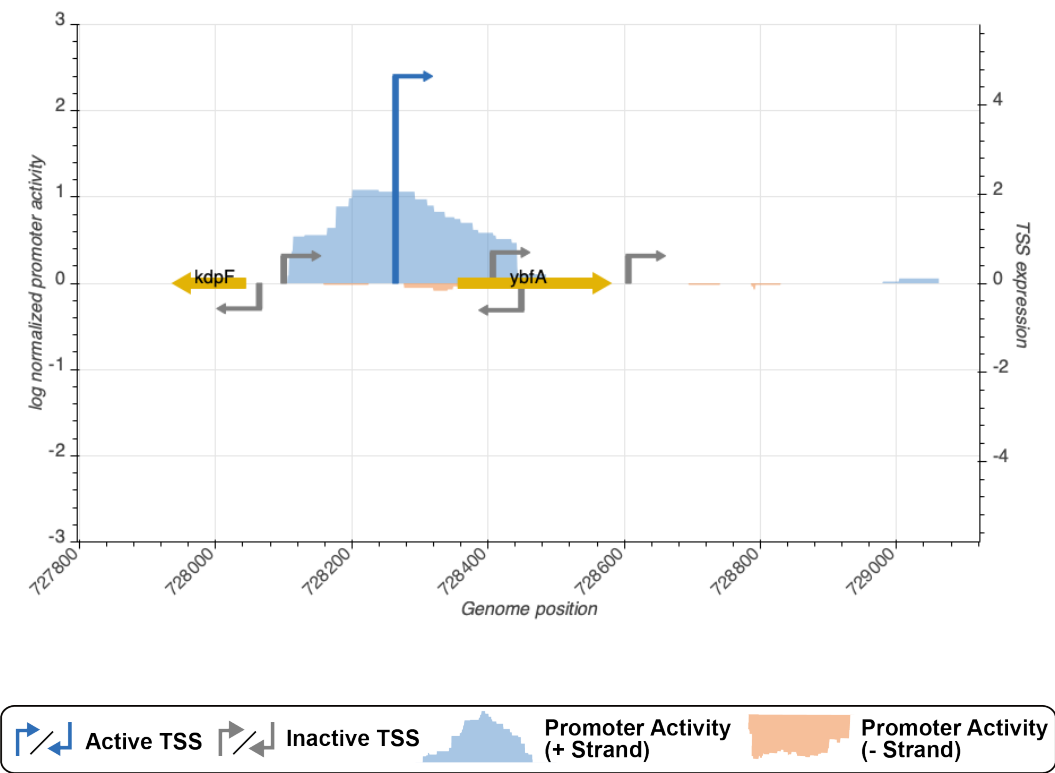 3
2
1
0
-1
-2
-3
log normalized promoter activity
4
2
0
-2
-4
TSS expression
kdpF
ybfA
727800
728000
728200
728400
728600
728800
729000
Genome position
Active TSS
Inactive TSS
Promoter Activity
(+ Strand)
Promoter Activity
(- Strand)